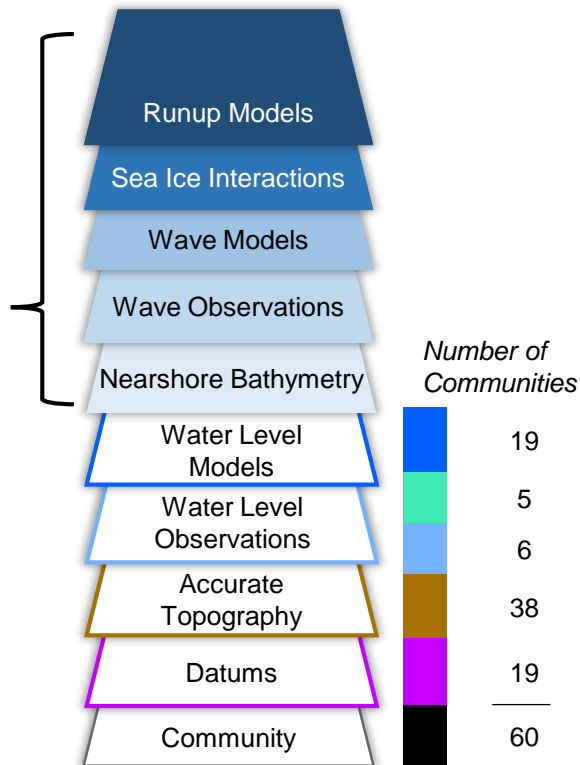 Runup Models
Sea Ice Interactions
Wave Models
Wave Observations
Nearshore Bathymetry
Number of
Communities
Water Level
Models
19
5
Water Level
Observations
6
Accurate
Topography
38
Datums
19
Community
60